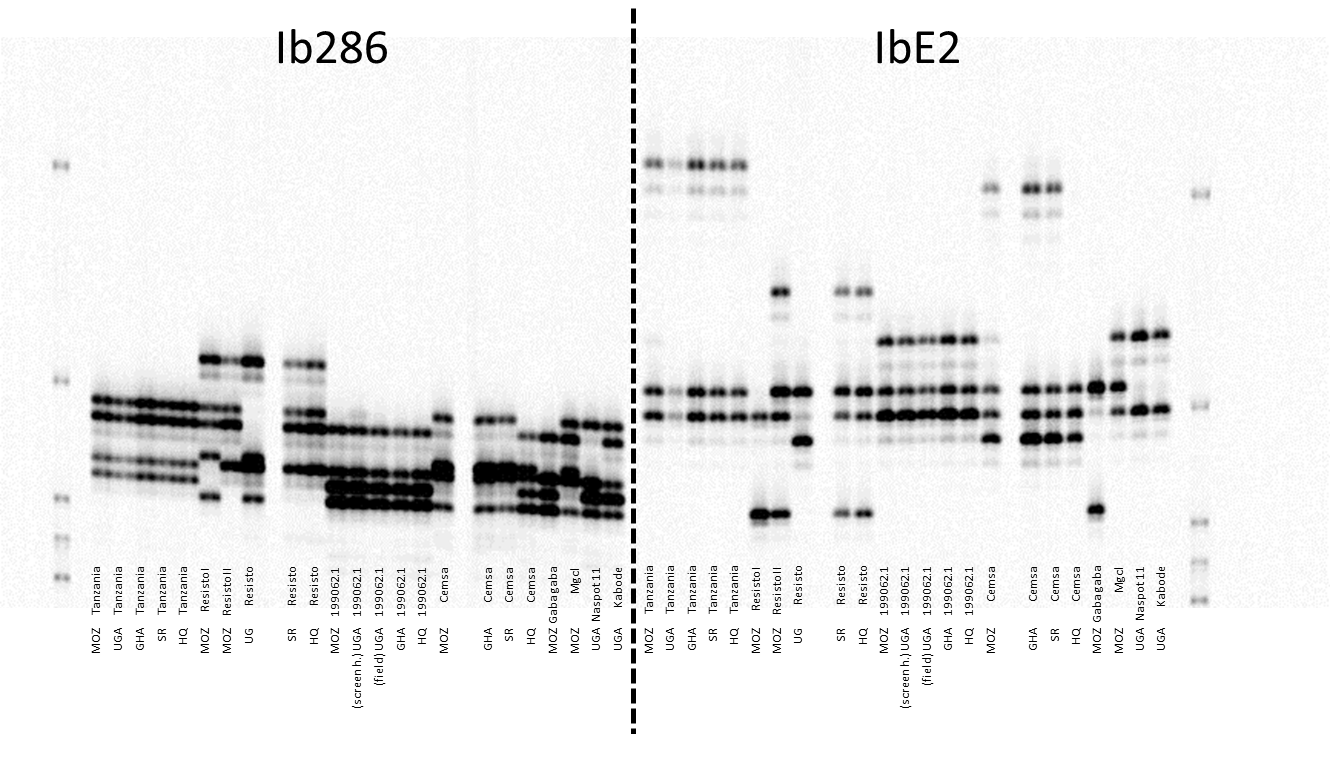 Ib286
IbE2
MOZ Tanzania
UGA Tanzania
GHA Tanzania
SR Tanzania
HQ Tanzania
MOZ ResistoI
MOZ ResistoII
UG Resisto
SR Resisto
HQ Resisto
MOZ 199062.1
(screen h.) UGA 199062.1
(field) UGA 199062.1
GHA 199062.1
HQ 199062.1
MOZ Cemsa
GHA Cemsa
SR Cemsa
HQ Cemsa
MOZ Gabagaba
MOZ Mgcl
UGA Naspot11
UGA Kabode
MOZ Tanzania
UGA Tanzania
GHA Tanzania
SR Tanzania
HQ Tanzania
MOZ ResistoI
MOZ ResistoII
UG Resisto
SR Resisto
HQ Resisto
MOZ 199062.1
(screen h.) UGA 199062.1
(field) UGA 199062.1
GHA 199062.1
HQ 199062.1
MOZ Cemsa
GHA Cemsa
SR Cemsa
HQ Cemsa
MOZ Gabagaba
MOZ Mgcl
UGA Naspot11
UGA Kabode